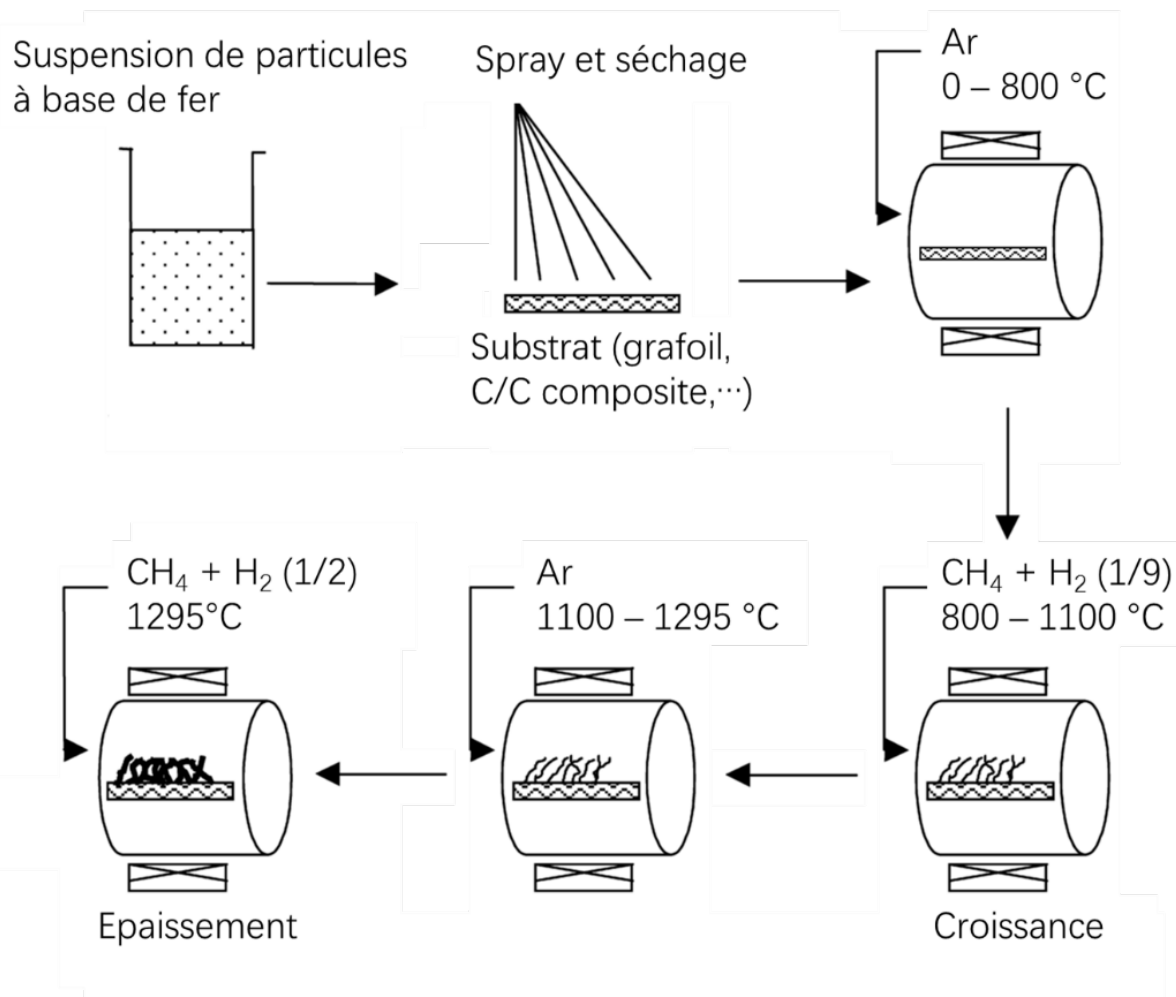 Suspension de particules
à base de fer
Spray et séchage
Substrat (grafoil,
C/C composite,···)
Ar
0 – 800 °C
CH₄ + H₂ (1/9)
800 – 1100 °C
Croissance
Ar
1100 – 1295 °C
CH₄ + H₂ (1/2)
1295°C
Epaissement